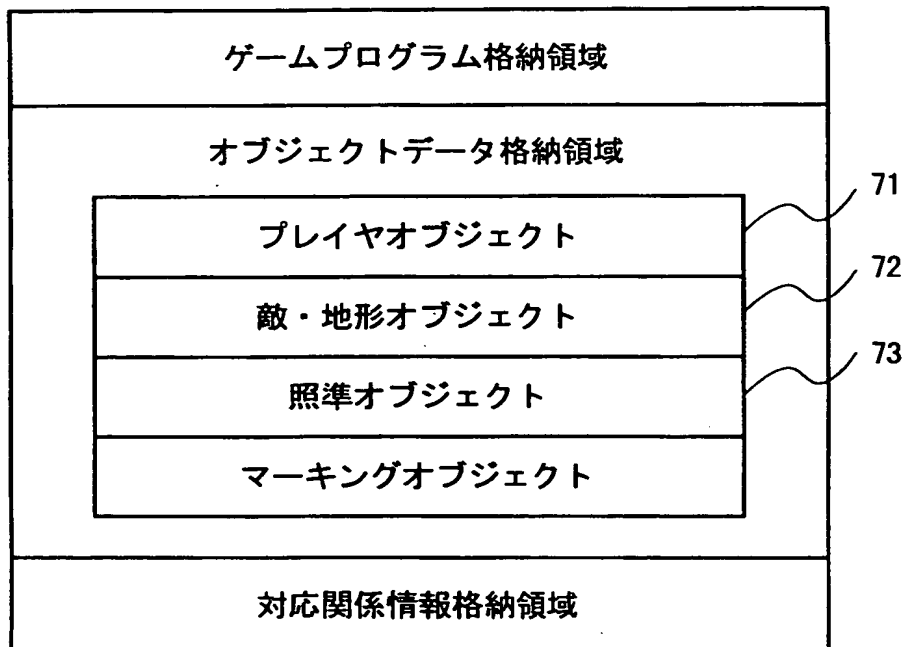 ゲームプログラム格納領域
オブジェクトデータ格納領域
プレイヤオブジェクト
71
敵・地形オブジェクト
72
照準オブジェクト
73
マーキングオブジェクト
対応関係情報格納領域